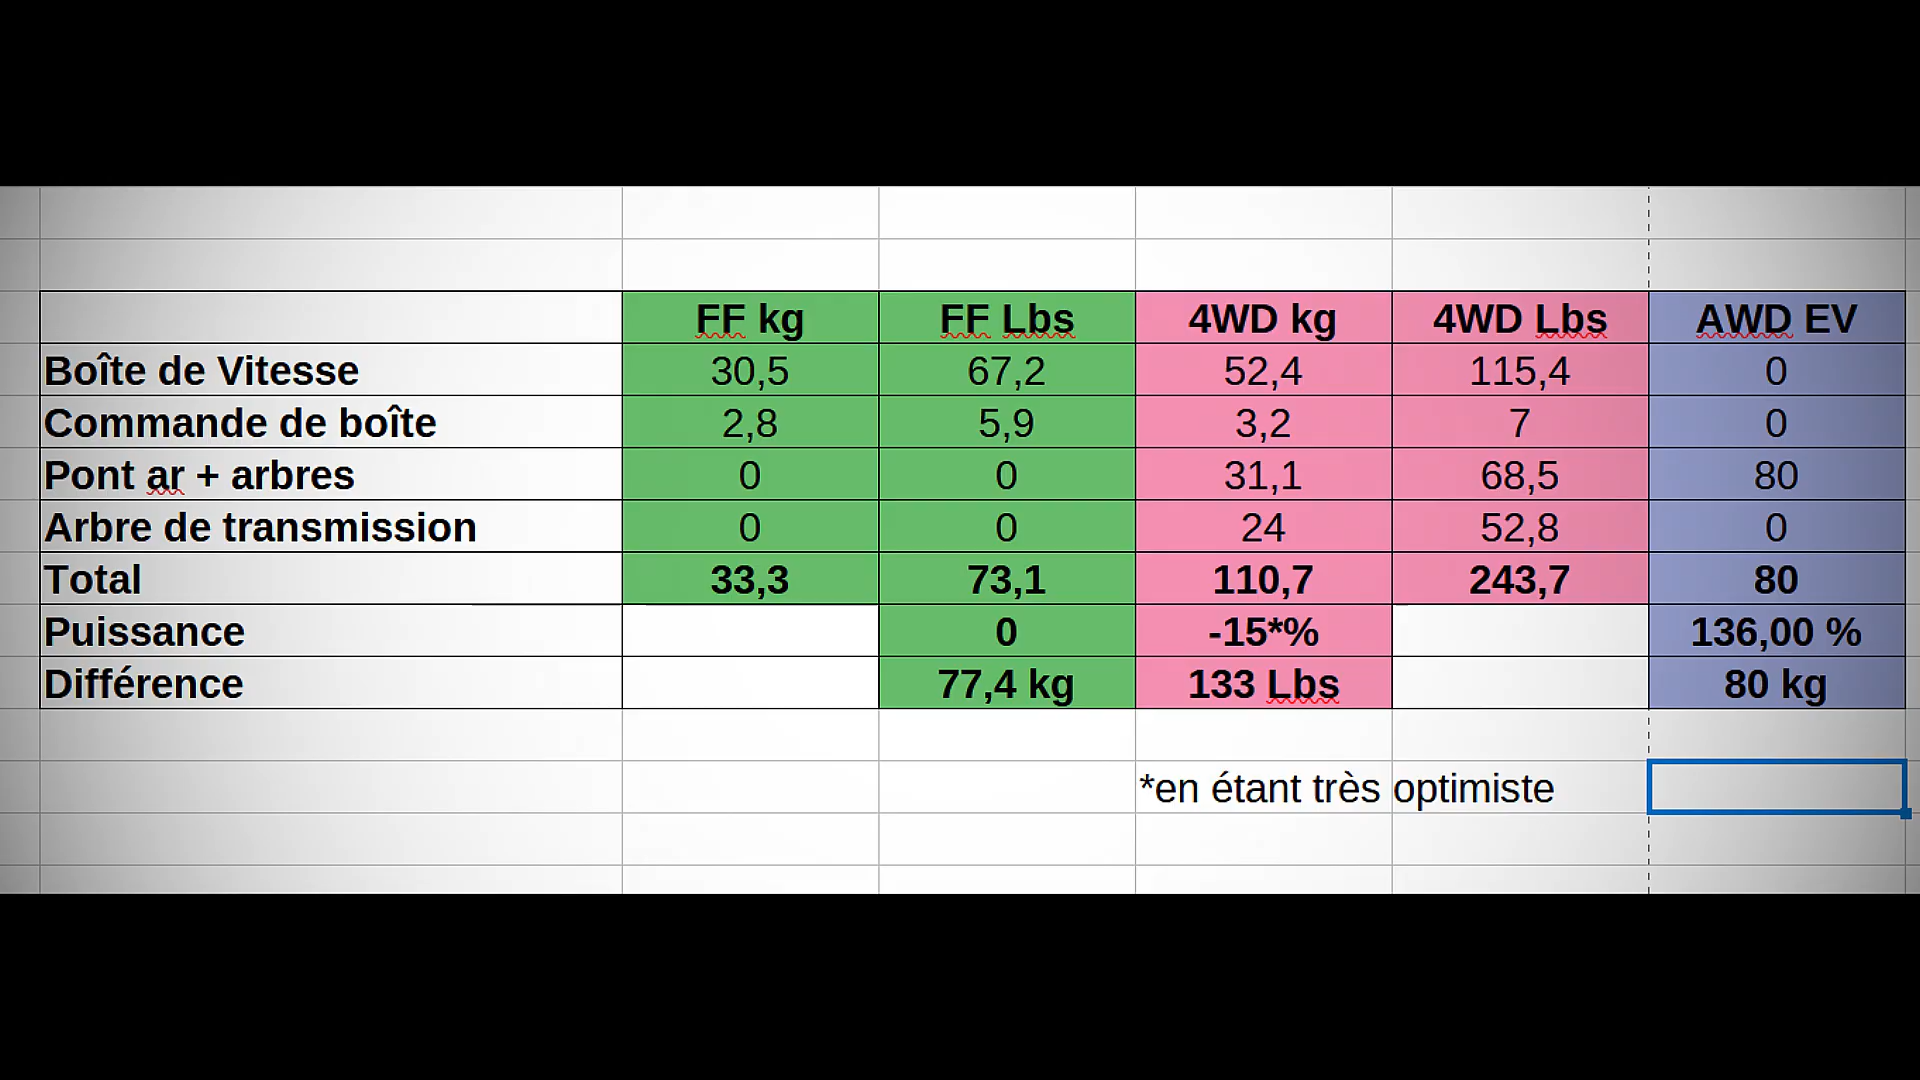 FF kg FF Lbs 4WD kg 4WD Lbs AWD EV
Boîte de Vitesse 30,5 67,2 52,4 115,4 0
Commande de boîte 2,8 5,9 3,2 7 0
Pont ar + arbres 0 0 31,1 68,5 80
Arbre de transmission 0 0 24 52,8 0
Total 33,3 73,1 110,7 243,7 80
Puissance 0 -15*% 136,00 %
Différence 77,4 kg 133 Lbs 80 kg
*en étant très optimiste